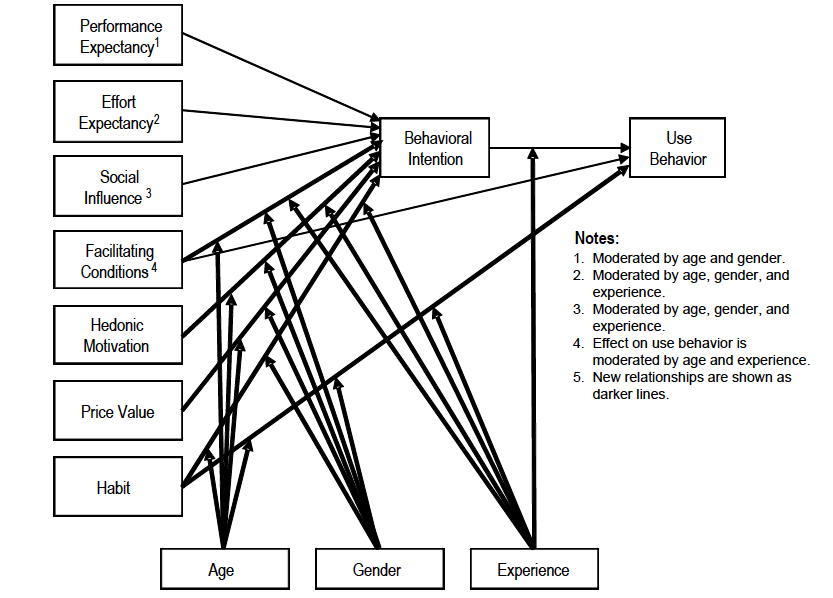 Performance
Expectancy1
Effort
Expectancy2
Social
Influence 3
Facilitating
Conditions 4
Hedonic
Motivation
Price Value
Habit
Behavioral
Intention
Use
Behavior
Notes:
1. Moderated by age and gender.
2. Moderated by age, gender, and
experience.
3. Moderated by age, gender, and
experience.
4. Effect on use behavior is
moderated by age and experience.
5. New relationships are shown as
darker lines.
Age
Gender
Experience